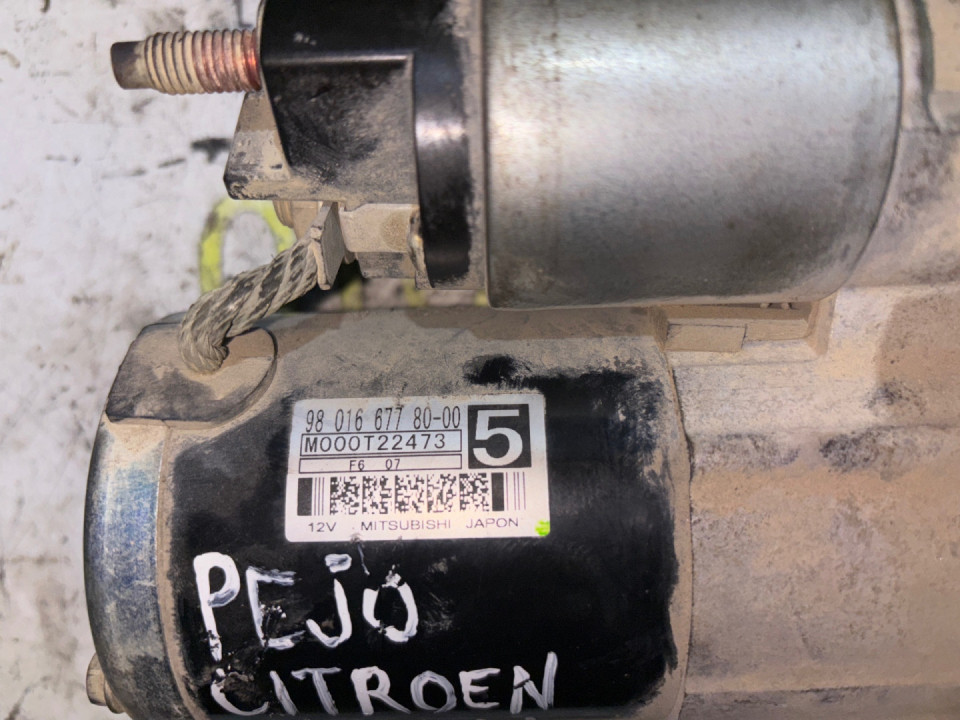 98 016 677 80-00
M000T22473
5
F6 07
12V MITSUBISHI JAPON
PEJO
CITROEN